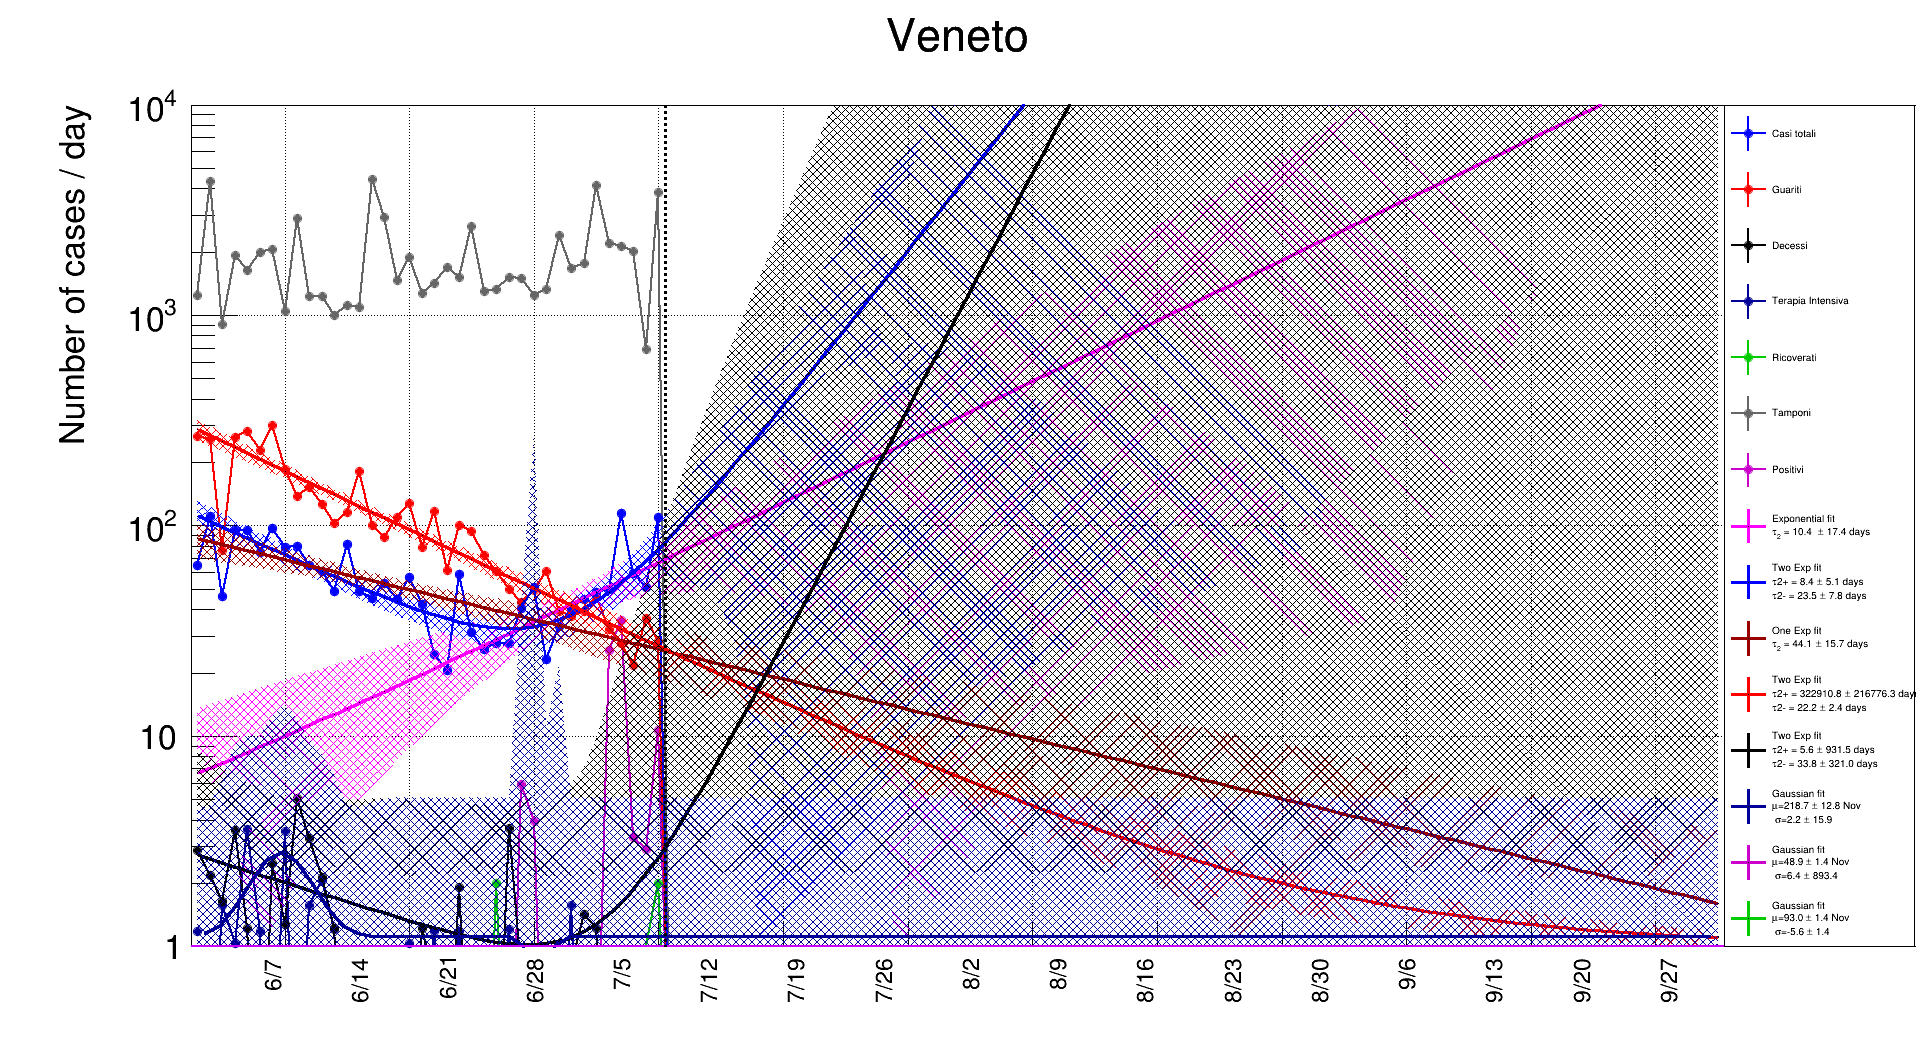 Veneto
Number of cases / day
10⁴
10³
10²
10
1
6/7
6/14
6/21
6/28
7/5
7/12
7/19
7/26
8/2
8/9
8/16
8/23
8/30
9/6
9/13
9/20
9/27
Casi totali
Guariti
Decessi
Terapia Intensiva
Ricoverati
Tamponi
Positivi
Exponential fit
τ₂ = 10.4 ± 17.4 days
Two Exp fit
τ2+ = 8.4 ± 5.1 days
τ2- = 23.5 ± 7.8 days
One Exp fit
τ₂ = 44.1 ± 15.7 days
Two Exp fit
τ2+ = 322910.8 ± 216776.3 day
τ2- = 22.2 ± 2.4 days
Two Exp fit
τ2+ = 5.6 ± 931.5 days
τ2- = 33.8 ± 321.0 days
Gaussian fit
μ=218.7 ± 12.8 Nov
σ=2.2 ± 15.9
Gaussian fit
μ=48.9 ± 1.4 Nov
σ=6.4 ± 893.4
Gaussian fit
μ=93.0 ± 1.4 Nov
σ=-5.6 ± 1.4